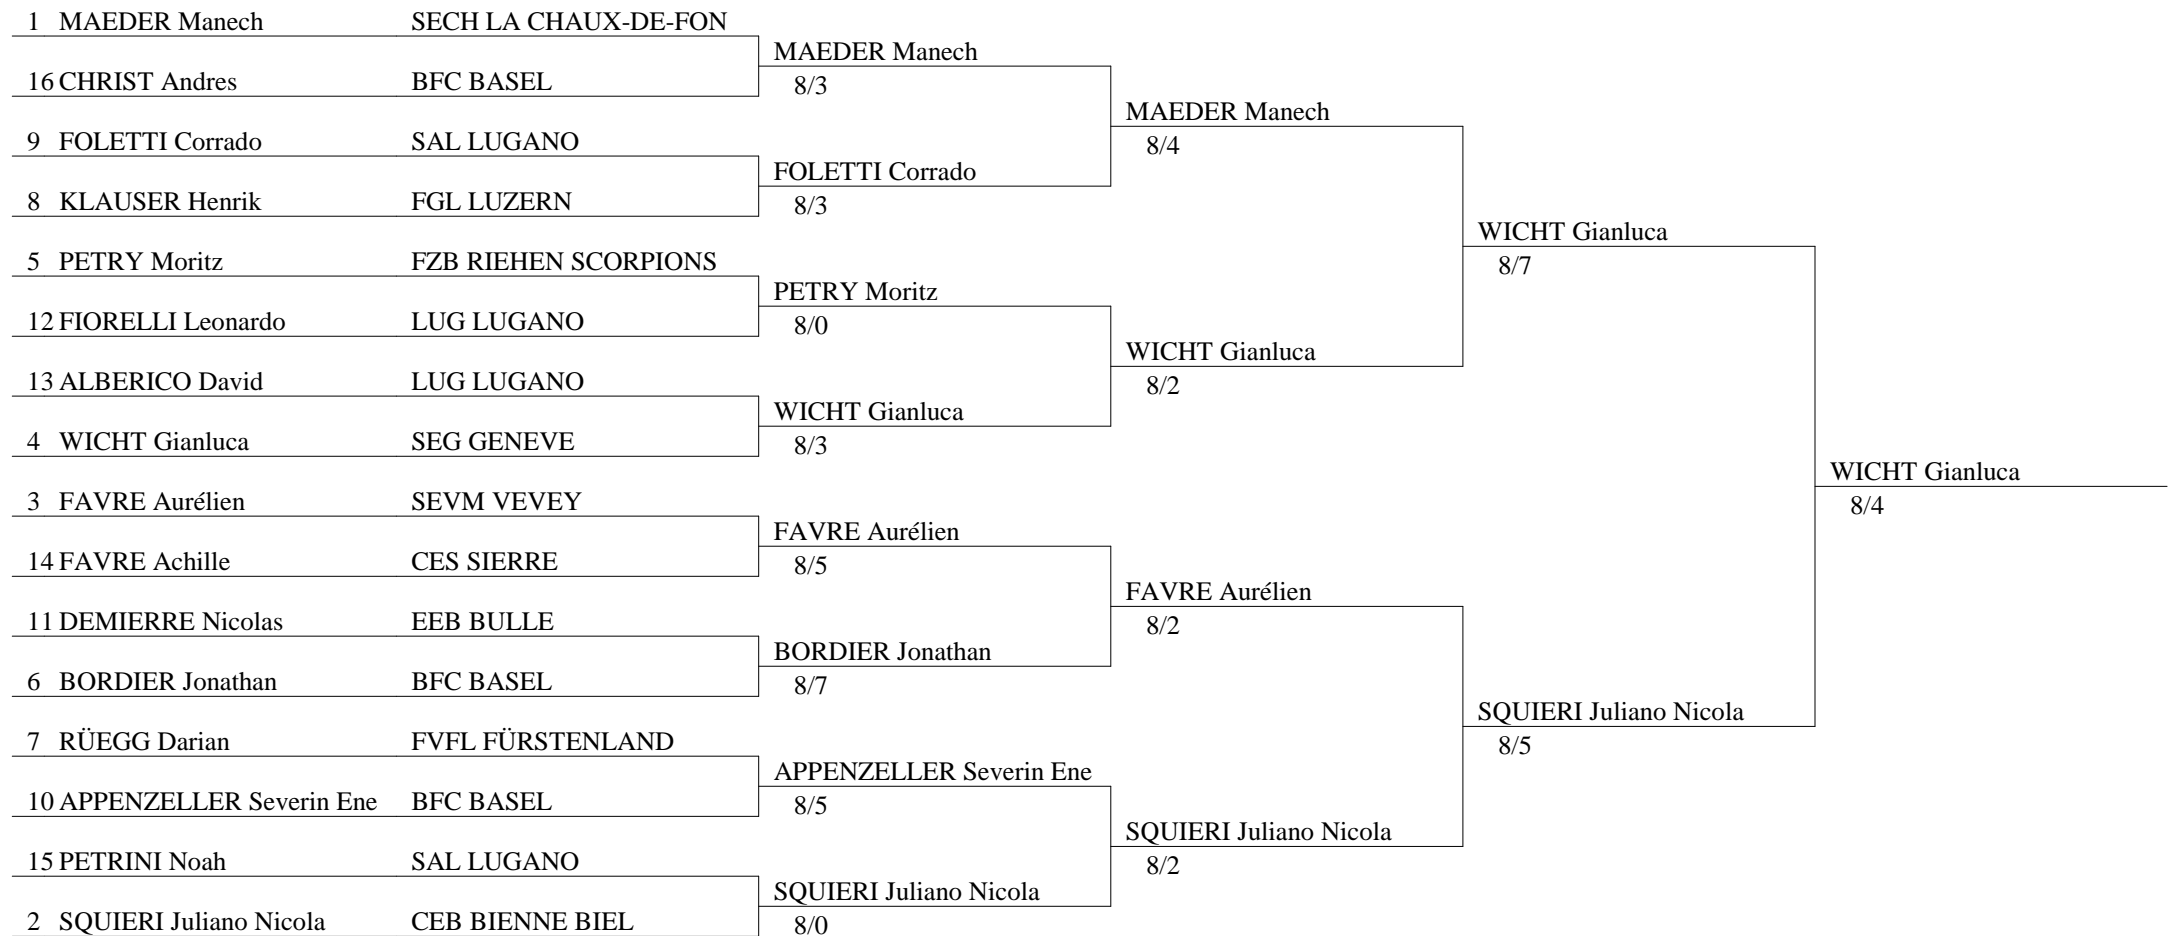 1 MAEDER Manech SECH LA CHAUX-DE-FON
MAEDER Manech
16 CHRIST Andres BFC BASEL
8/3
MAEDER Manech
9 FOLETTI Corrado SAL LUGANO
8/4
FOLETTI Corrado
8 KLAUSER Henrik FGL LUZERN
8/3
WICHT Gianluca
5 PETRY Moritz FZB RIEHEN SCORPIONS
8/7
PETRY Moritz
12 FIORELLI Leonardo LUG LUGANO
8/0
WICHT Gianluca
13 ALBERICO David LUG LUGANO
8/2
WICHT Gianluca
4 WICHT Gianluca SEG GENEVE
8/3
WICHT Gianluca
3 FAVRE Aurélien SEVM VEVEY
8/4
FAVRE Aurélien
14 FAVRE Achille CES SIERRE
8/5
FAVRE Aurélien
11 DEMIERRE Nicolas EEB BULLE
8/2
BORDIER Jonathan
6 BORDIER Jonathan BFC BASEL
8/7
SQUIERI Juliano Nicola
7 RÜEGG Darian FVFL FÜRSTENLAND
8/5
APPENZELLER Severin Ene
10 APPENZELLER Severin Ene BFC BASEL
8/5
SQUIERI Juliano Nicola
15 PETRINI Noah SAL LUGANO
8/2
SQUIERI Juliano Nicola
2 SQUIERI Juliano Nicola CEB BIENNE BIEL
8/0